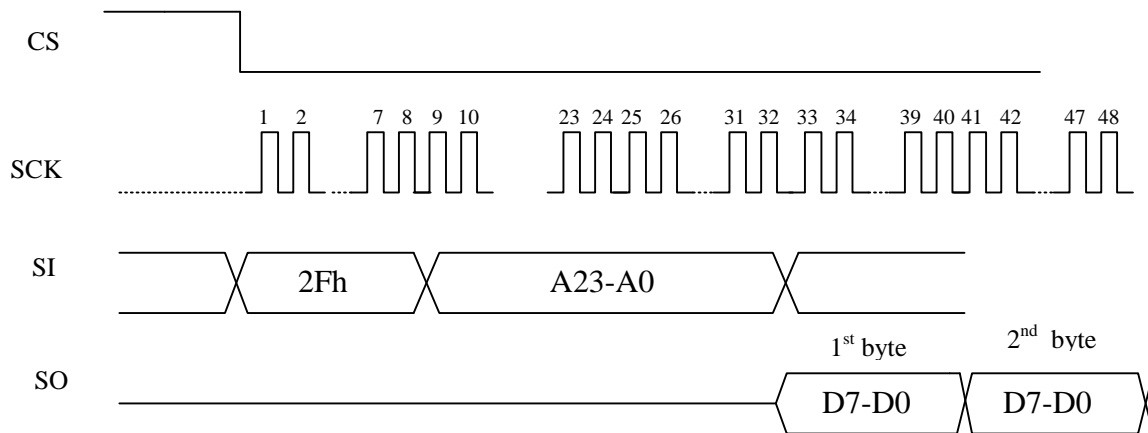 CS
1 2 7 8 9 10 23 24 25 26 31 32 33 34 39 40 41 42 47 48
SCK
SI
2Fh A23-A0
1st byte 2nd byte
SO
D7-D0 D7-D0